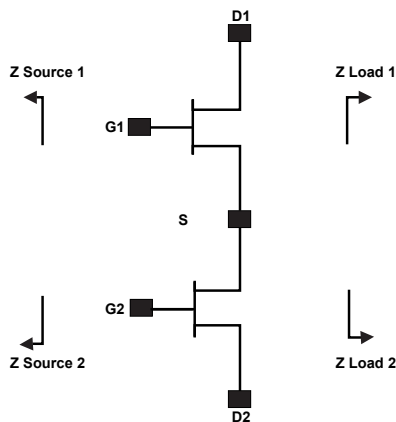 D1
Z Source 1
Z Load 1
G1
S
G2
Z Source 2
Z Load 2
D2